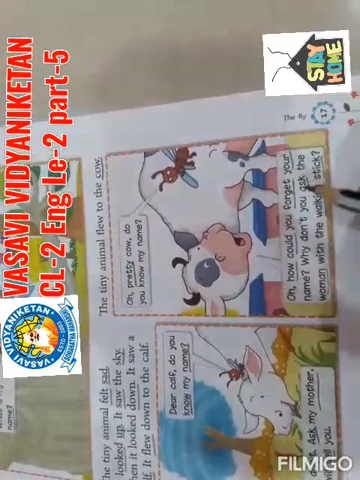 VASAVI VIDYANIKETAN
CL-2 Eng Le-2 part-5
STAY
HOME
VASAVI VIDYANIKETAN
The fly
17
The tiny animal flew to the cow.
Oh, pretty cow, do
you know my name?
Oh, how could you forget your
name? Why don't you ask the
woman with the walking stick?
tiny animal felt sad.
looked up. It saw the sky.
it looked down. It saw a
It flew down to the calf.
Dear calf, do you
know my name?
Ask my mother.
you.
name?
FILMIGO